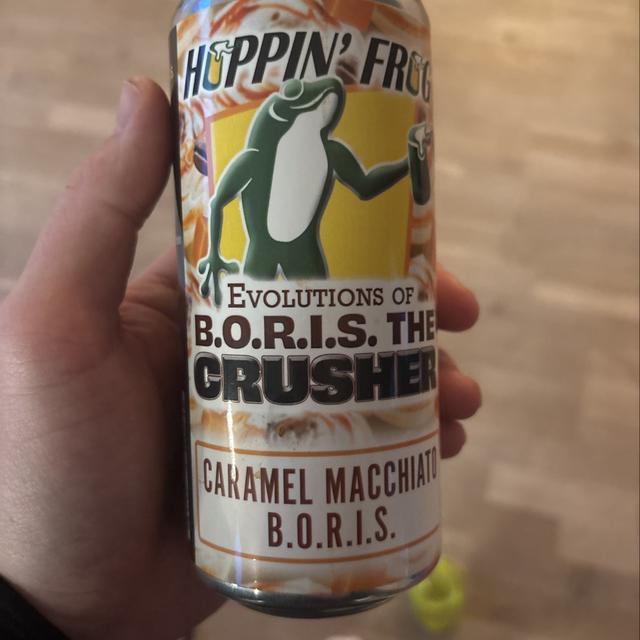 HOPPIN' FROG
EVOLUTIONS OF
B.O.R.I.S. THE
CRUSHER
CARAMEL MACCHIATO
B.O.R.I.S.